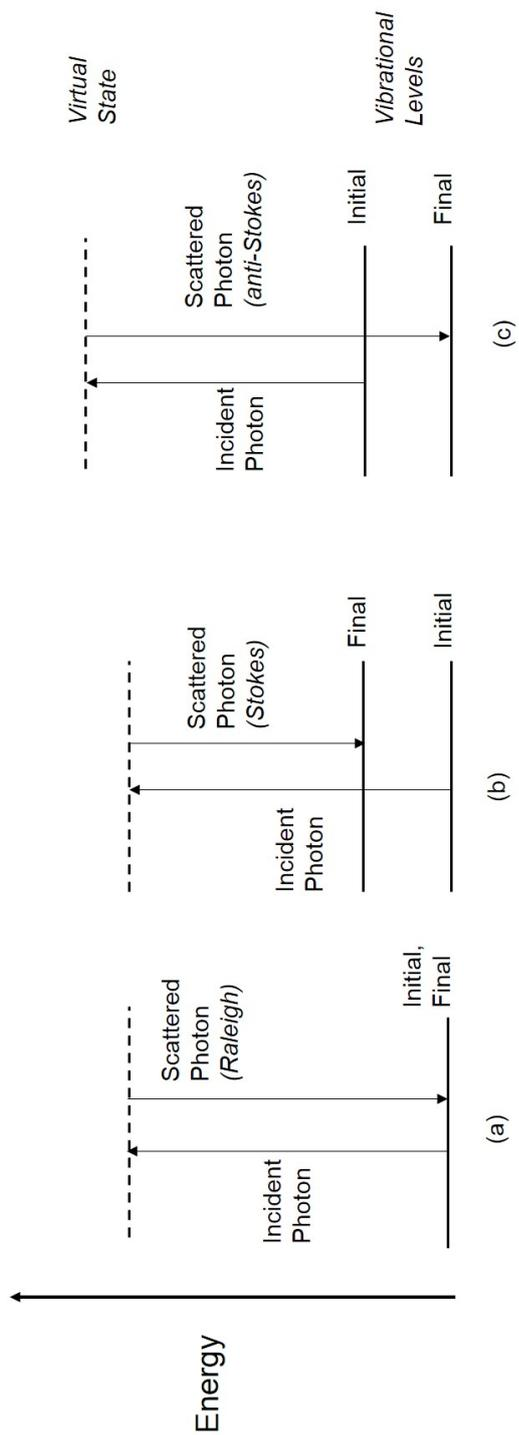 Energy
Incident
Photon
Scattered
Photon
(Raleigh)
Initial,
Final
(a)
Incident
Photon
Scattered
Photon
(Stokes)
Final
Initial
(b)
Incident
Photon
Scattered
Photon
(anti-Stokes)
Initial
Final
(c)
Virtual
State
Vibrational
Levels